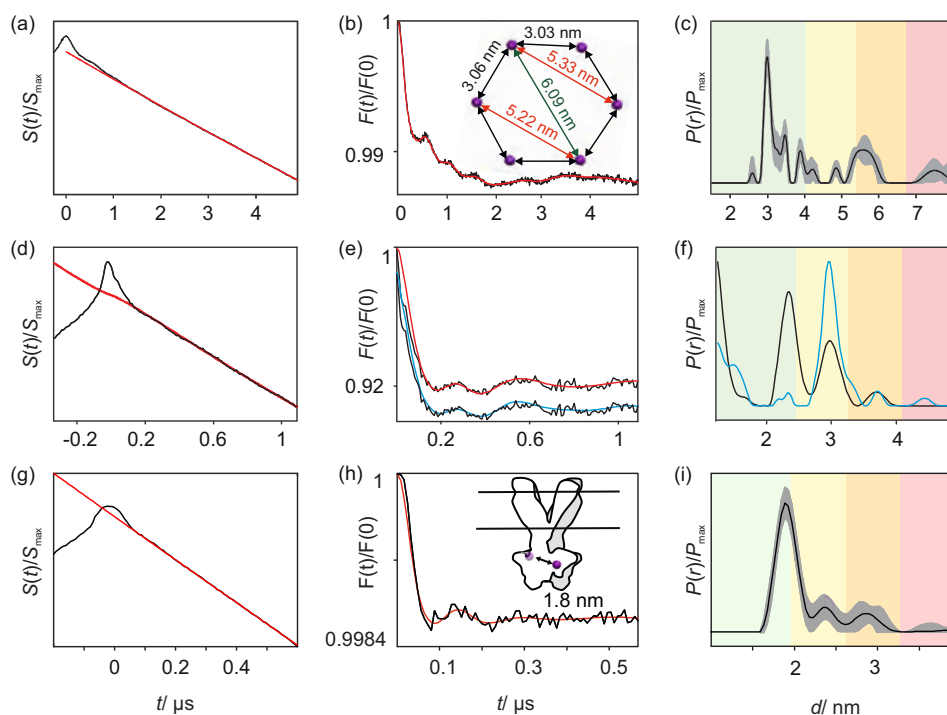 (a)
S(t)/Smax
0 1 2 3 4
(b)
F(t)/F(0)
1
0.99
0 1 2 3 4
3.03 nm
3.06 nm
5.33 nm
6.09 nm
5.22 nm
(c)
P(r)/Pmax
2 3 4 5 6 7
(d)
S(t)/Smax
-0.2 0.2 0.6 1
(e)
F(t)/F(0)
1
0.92
0.2 0.6 1
(f)
P(r)/Pmax
2 3 4
(g)
S(t)/Smax
0 0.2 0.4
t/ μs
(h)
F(t)/F(0)
1
0.9984
0.1 0.3 0.5
1.8 nm
t/ μs
(i)
P(r)/Pmax
2 3
d/ nm